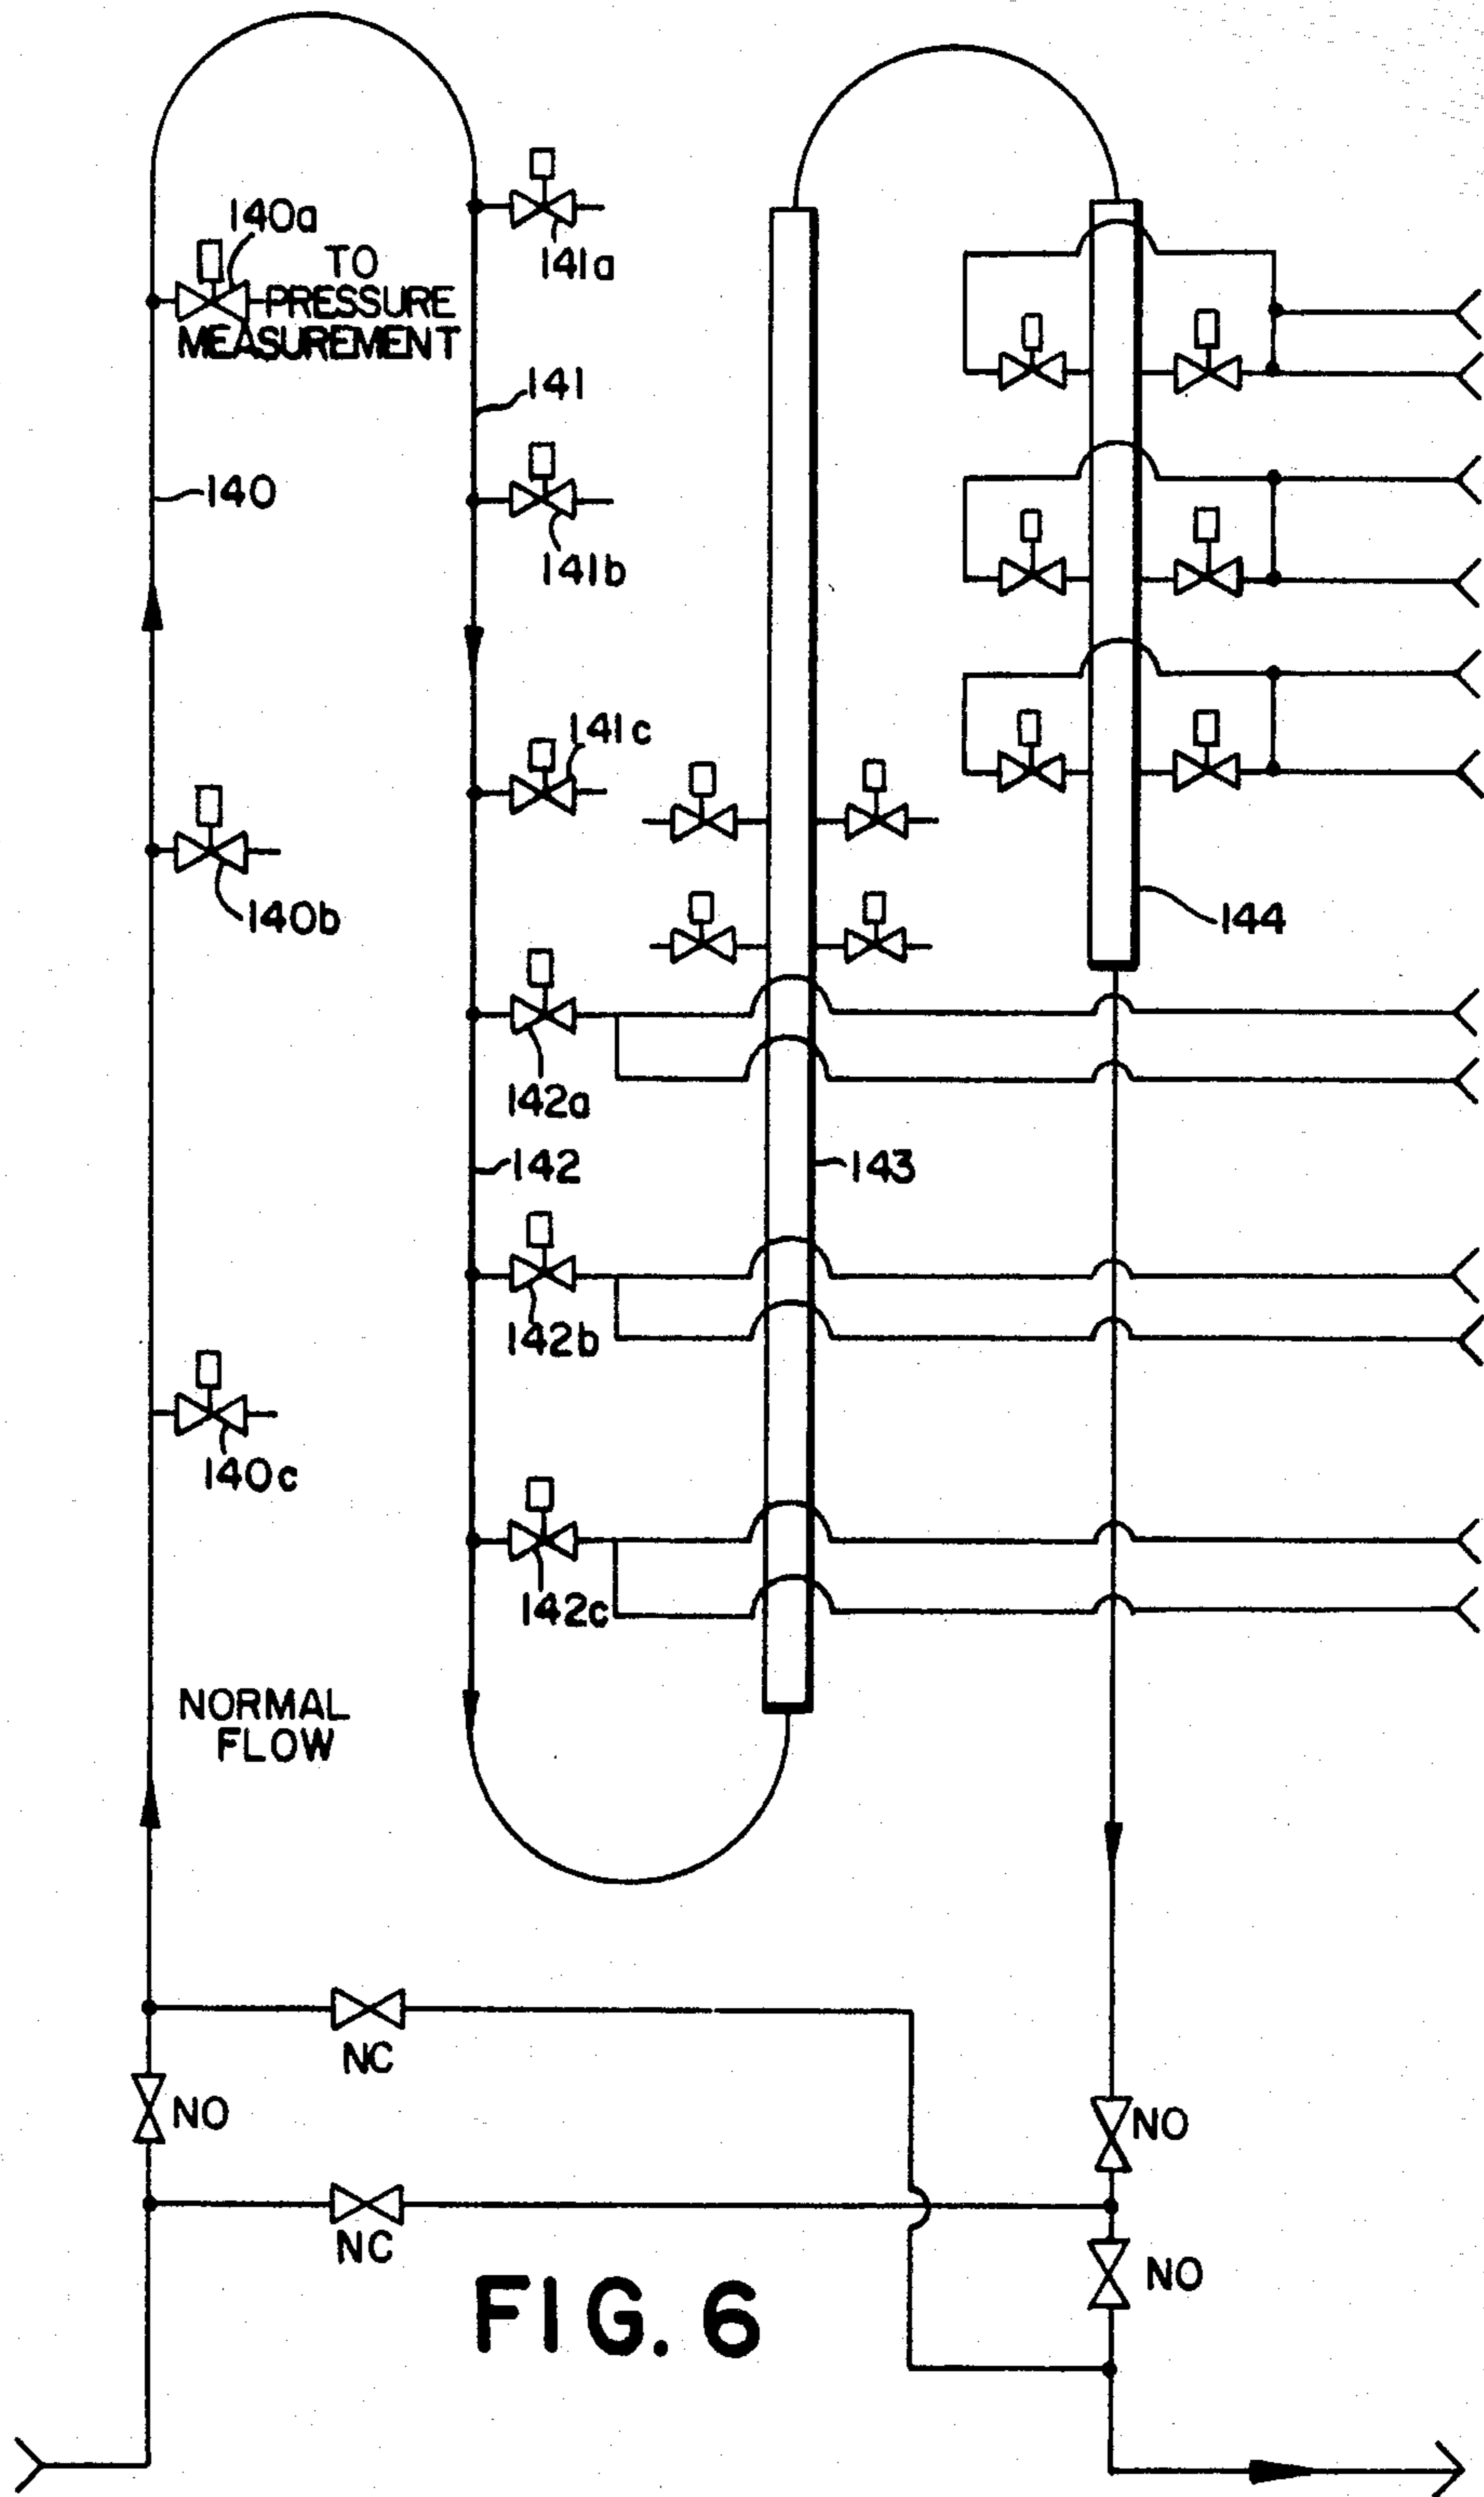 140a
TO
PRESSURE
MEASUREMENT
141a
141
140
141b
141c
140b
144
142a
142
143
142b
140c
142c
NORMAL
FLOW
NC
NO
NO
NC
NO
FIG. 6